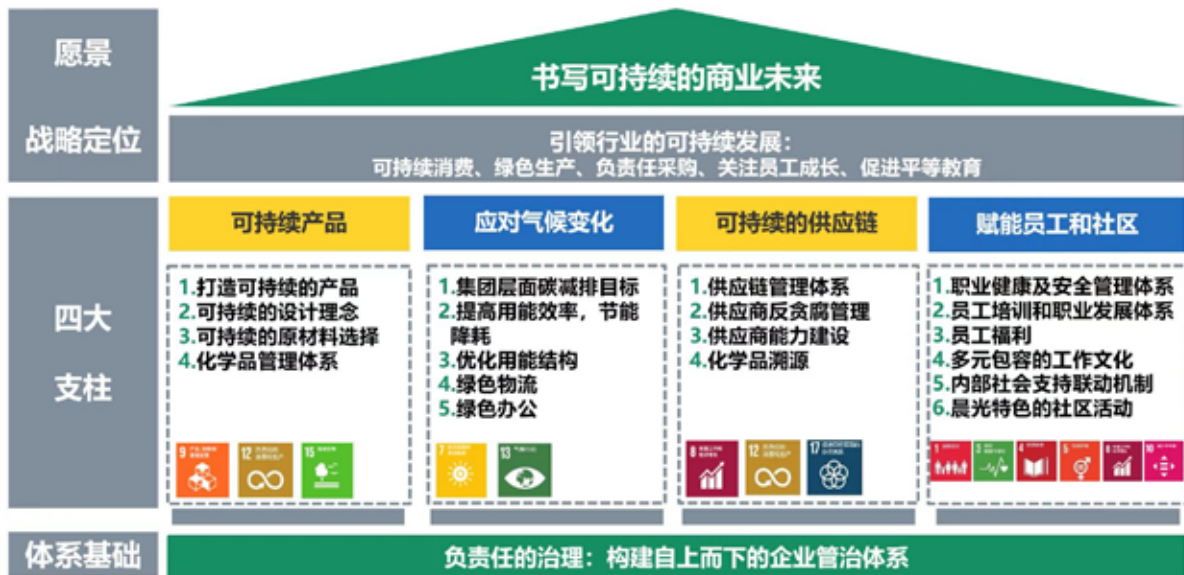 愿景
战略定位
书写可持续的商业未来
引领行业的可持续发展：
可持续消费、绿色生产、负责任采购、关注员工成长、促进平等教育
四大
支柱
可持续产品
1.打造可持续的产品
2.可持续的设计理念
3.可持续的原材料选择
4.化学品管理体系
9
12
15
应对气候变化
1.集团层面碳减排目标
2.提高用能效率，节能
降耗
3.优化用能结构
4.绿色物流
5.绿色办公
7
13
可持续的供应链
1.供应链管理体系
2.供应商反贪腐管理
3.供应商能力建设
4.化学品溯源
8
12
17
赋能员工和社区
1.职业健康及安全管理体系
2.员工培训和职业发展体系
3.员工福利
4.多元包容的工作文化
5.内部社会支持联动机制
6.晨光特色的社区活动
1
3
4
5
8
10
体系基础
负责任的治理：构建自上而下的企业管治体系